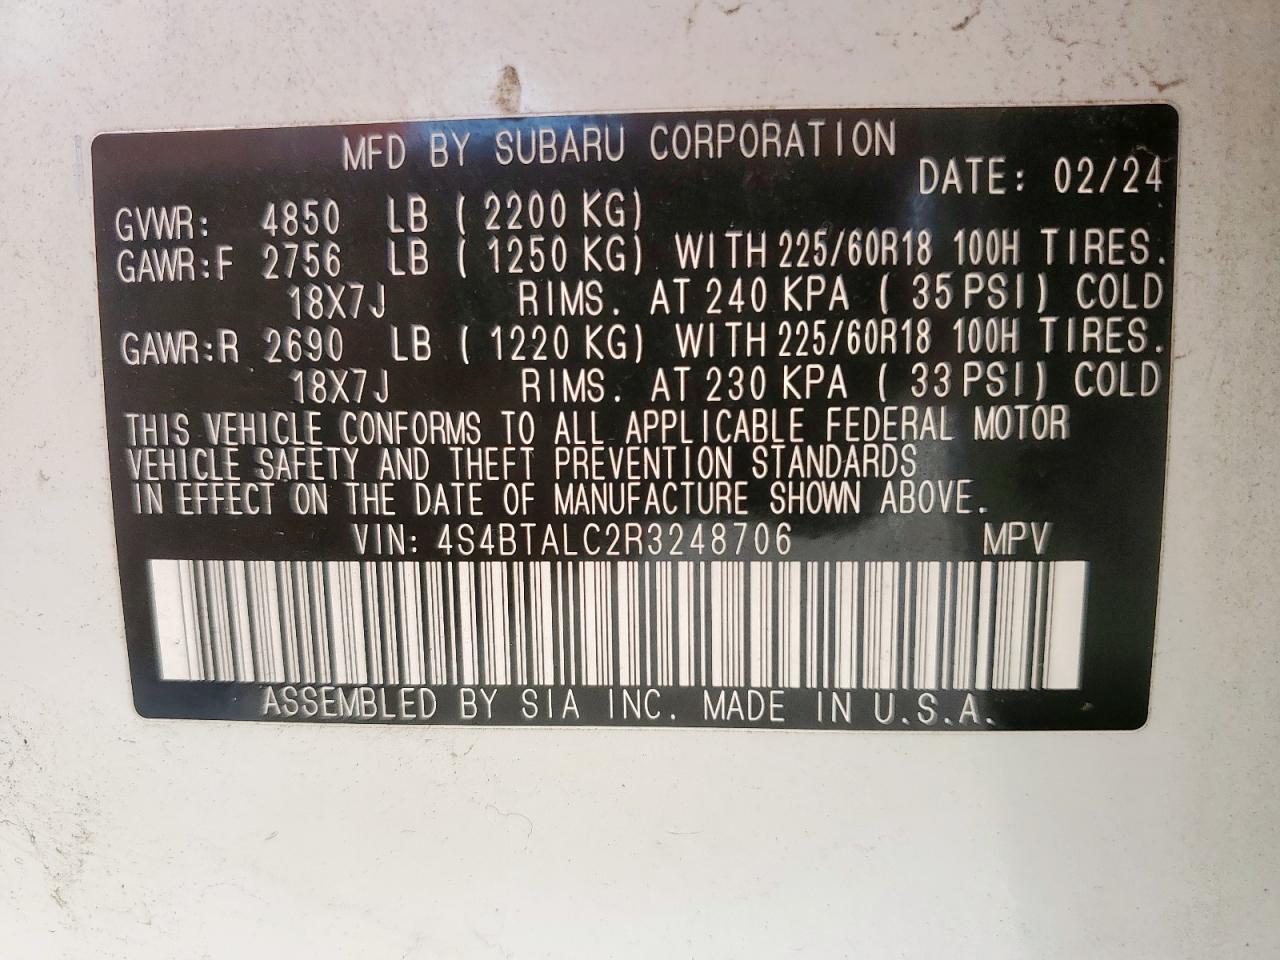 MFD BY SUBARU CORPORATION
DATE: 02/24
GVWR: 4850 LB ( 2200 KG)
GAWR:F 2756 LB ( 1250 KG) WITH 225/60R18 100H TIRES.
18X7J RIMS. AT 240 KPA ( 35 PSI) COLD
GAWR:R 2690 LB ( 1220 KG) WITH 225/60R18 100H TIRES.
18X7J RIMS. AT 230 KPA ( 33 PSI) COLD
THIS VEHICLE CONFORMS TO ALL APPLICABLE FEDERAL MOTOR
VEHICLE SAFETY AND THEFT PREVENTION STANDARDS
IN EFFECT ON THE DATE OF MANUFACTURE SHOWN ABOVE.
VIN: 4S4BTALC2R3248706 MPV
ASSEMBLED BY SIA INC. MADE IN U.S.A.